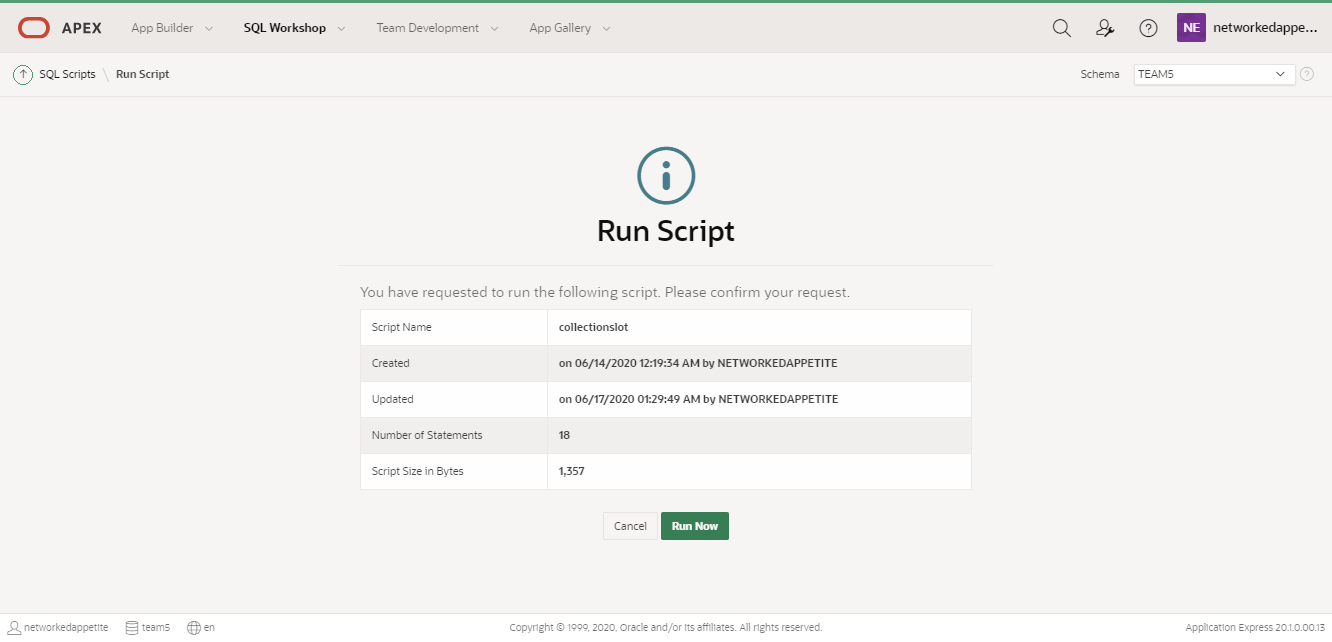 APEX App Builder SQL Workshop Team Development App Gallery NE networkedappe...
SQL Scripts Run Script Schema TEAM5
Run Script
You have requested to run the following script. Please confirm your request.
Script Name collectionslot
Created on 06/14/2020 12:19:34 AM by NETWORKEDAPPETITE
Updated on 06/17/2020 01:29:49 AM by NETWORKEDAPPETITE
Number of Statements 18
Script Size in Bytes 1,357
Cancel Run Now
networkedappetite team5 en Copyright © 1999, 2020, Oracle and/or its affiliates. All rights reserved. Application Express 20.1.0.00.13